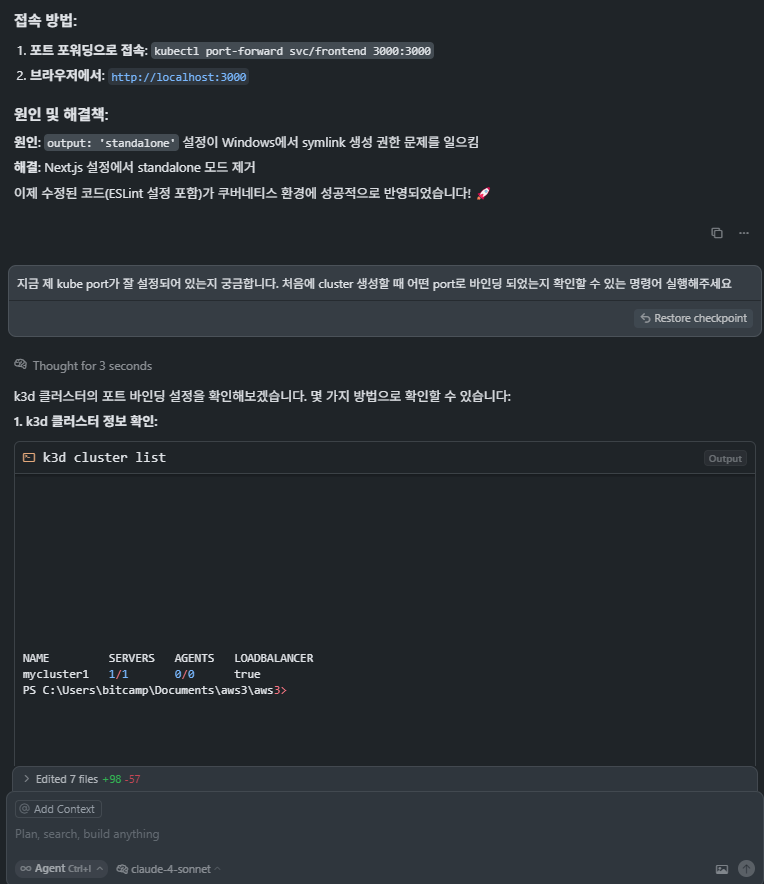 접속 방법:
1. 포트 포워딩으로 접속: kubectl port-forward svc/frontend 3000:3000
2. 브라우저에서: http://localhost:3000
원인 및 해결책:
원인: output: 'standalone' 설정이 Windows에서 symlink 생성 권한 문제를 일으킴
해결: Next.js 설정에서 standalone 모드 제거
이제 수정된 코드(ESLint 설정 포함)가 쿠버네티스 환경에 성공적으로 반영되었습니다! 🚀
지금 제 kube port가 잘 설정되어 있는지 궁금합니다. 처음에 cluster 생성할 때 어떤 port로 바인딩 되었는지 확인할 수 있는 명령어 실행해주세요
Restore checkpoint
Thought for 3 seconds
k3d 클러스터의 포트 바인딩 설정을 확인해보겠습니다. 몇 가지 방법으로 확인할 수 있습니다:
1. k3d 클러스터 정보 확인:
k3d cluster list Output
NAME SERVERS AGENTS LOADBALANCER
mycluster1 1/1 0/0 true
PS C:\Users\bitcamp\Documents\aws3\aws3>
Edited 7 files +98 -57
@ Add Context
Plan, search, build anything
∞ Agent Ctrl+I claude-4-sonnet